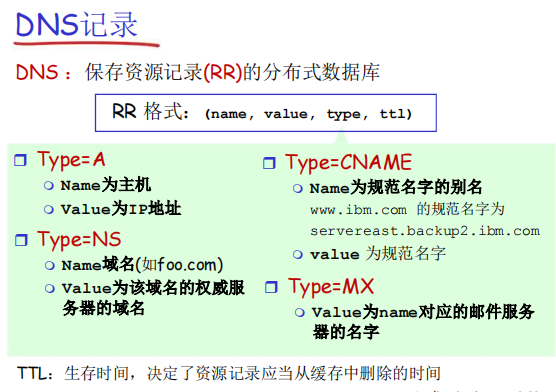 DNS记录
DNS ：保存资源记录(RR)的分布式数据库
RR 格式: (name, value, type, ttl)
Type=A
Name为主机
Value为IP地址
Type=NS
Name域名(如foo.com)
Value为该域名的权威服
务器的域名
Type=CNAME
Name为规范名字的别名
www.ibm.com 的规范名字为
servereast.backup2.ibm.com
value 为规范名字
Type=MX
Value为name对应的邮件服务
器的名字
TTL：生存时间，决定了资源记录应当从缓存中删除的时间